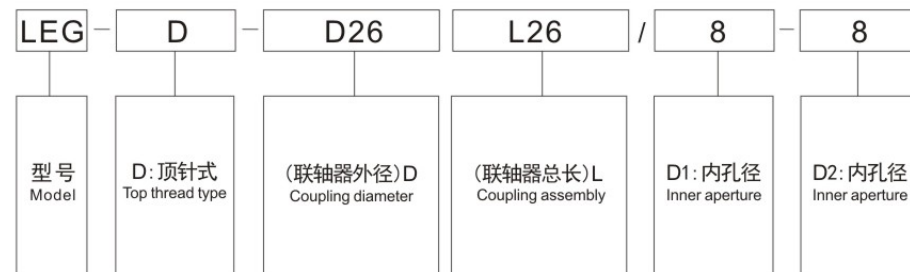 LEG - D - D26 L26 / 8 - 8
型号
Model
D:顶针式
Top thread type
(联轴器外径)D
Coupling diameter
(联轴器总长)L
Coupling assembly
D1:内孔径
Inner aperture
D2:内孔径
Inner aperture